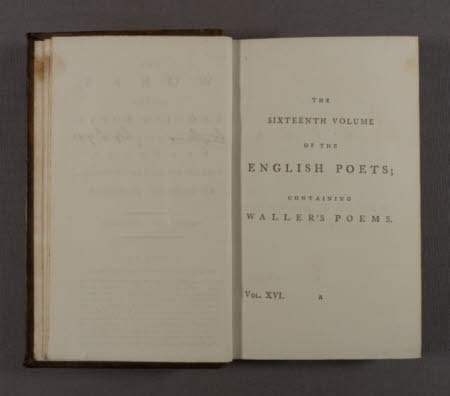 THE
SIXTEENTH VOLUME
OF THE
ENGLISH POETS;
CONTAINING
WALLER'S POEMS.
VOL. XVI. a